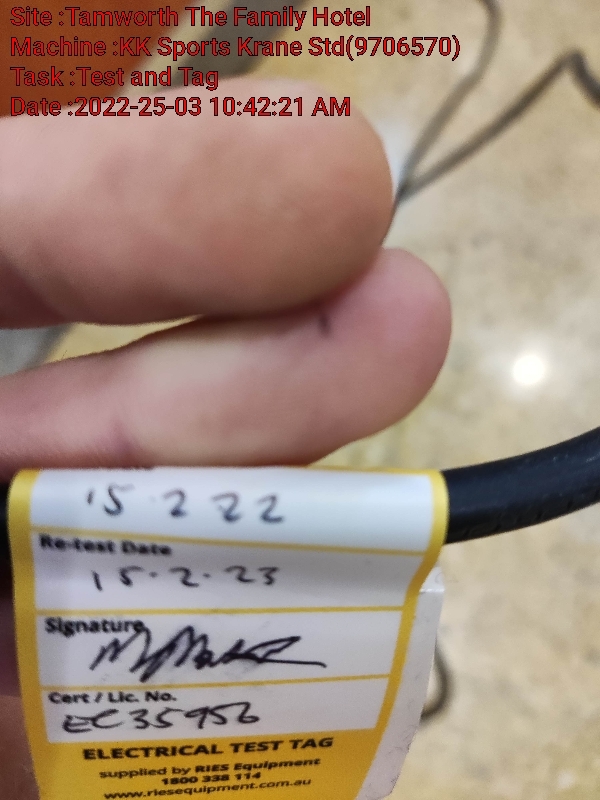 Site :Tamworth The Family Hotel
Machine :KK Sports Krane Std(9706570)
Task :Test and Tag
Date :2022-25-03 10:42:21 AM
15 2 22
Re-test Date
15.2.23
Signature
Cert / Lic. No.
EC35956
ELECTRICAL TEST TAG
supplied by RIES Equipment
1800 338 114
www.riesequipment.com.au